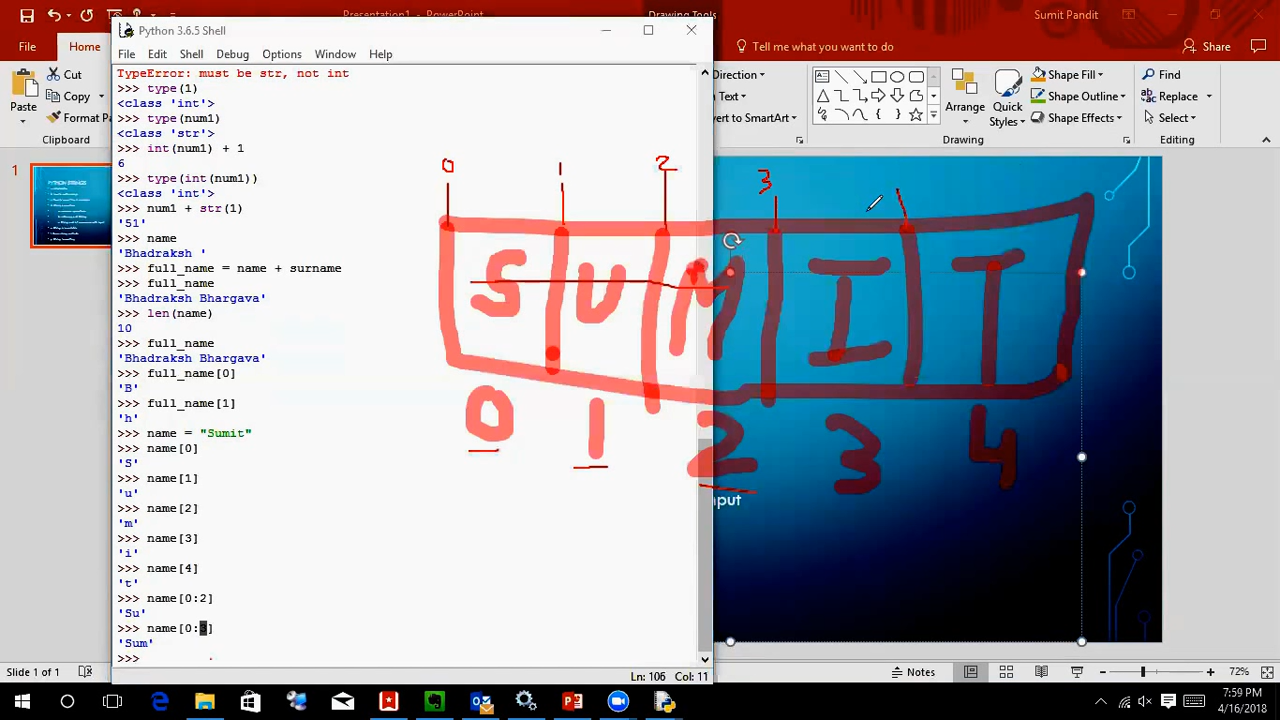 Presentation1 - PowerPoint
Drawing Tools
Sumit Pandit
Python 3.6.5 Shell
File
Home
Tell me what you want to do
Share
File Edit Shell Debug Options Window Help
Paste
Cut
Copy
Format Pa
Clipboard
Direction
Text
vert to SmartArt
Arrange
Quick
Styles
Shape Fill
Shape Outline
Shape Effects
Drawing
Find
Replace
Select
Editing
1
TypeError: must be str, not int
>>> type(1)
<class 'int'>
>>> type(num1)
<class 'str'>
>>> int(num1) + 1
6
>>> type(int(num1))
<class 'int'>
>>> num1 + str(1)
'51'
>>> name
'Bhadraksh '
>>> full_name = name + surname
>>> full_name
'Bhadraksh Bhargava'
>>> len(name)
10
>>> full_name
'Bhadraksh Bhargava'
>>> full_name[0]
'B'
>>> full_name[1]
'h'
>>> name = "Sumit"
>>> name[0]
'S'
>>> name[1]
'u'
>>> name[2]
'm'
>>> name[3]
'i'
>>> name[4]
't'
>>> name[0:2]
'Su'
>>> name[0:3]
'Sum'
>>>
Ln: 106 Col: 11
0 1 2 3
S U M I T
0 1 2 3 4
nput
Slide 1 of 1
Notes
72%
7:59 PM
4/16/2018